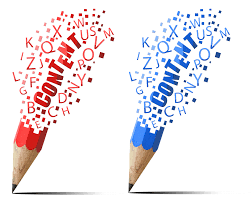 K Q X W U S Z O M
I Z S J P
L G F
CONTENT
D N Y
B C
K Q X W U S Z O M
I Z S J P
L G F
CONTENT
D N Y
B C